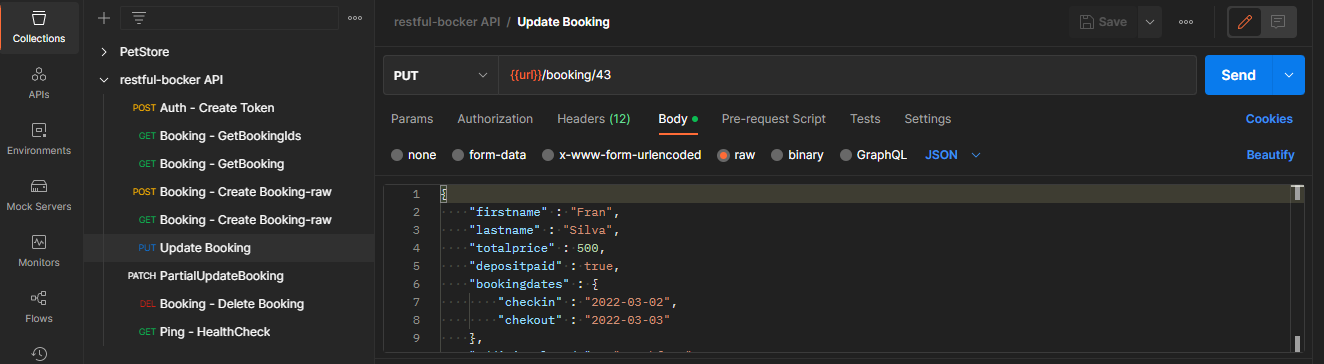 Collections
APIs
Environments
Mock Servers
Monitors
Flows
PetStore
restful-bocker API
POST Auth - Create Token
GET Booking - GetBookingIds
GET Booking - GetBooking
POST Booking - Create Booking-raw
GET Booking - Create Booking-raw
PUT Update Booking
PATCH PartialUpdateBooking
DEL Booking - Delete Booking
GET Ping - HealthCheck
restful-bocker API / Update Booking
Save
PUT {{url}}/booking/43
Send
Params Authorization Headers (12) Body Pre-request Script Tests Settings Cookies
none form-data x-www-form-urlencoded raw binary GraphQL JSON Beautify
1 {
2 "firstname" : "Fran",
3 "lastname" : "Silva",
4 "totalprice" : 500,
5 "depositpaid" : true,
6 "bookingdates" : {
7 "checkin" : "2022-03-02",
8 "chekout" : "2022-03-03"
9 },